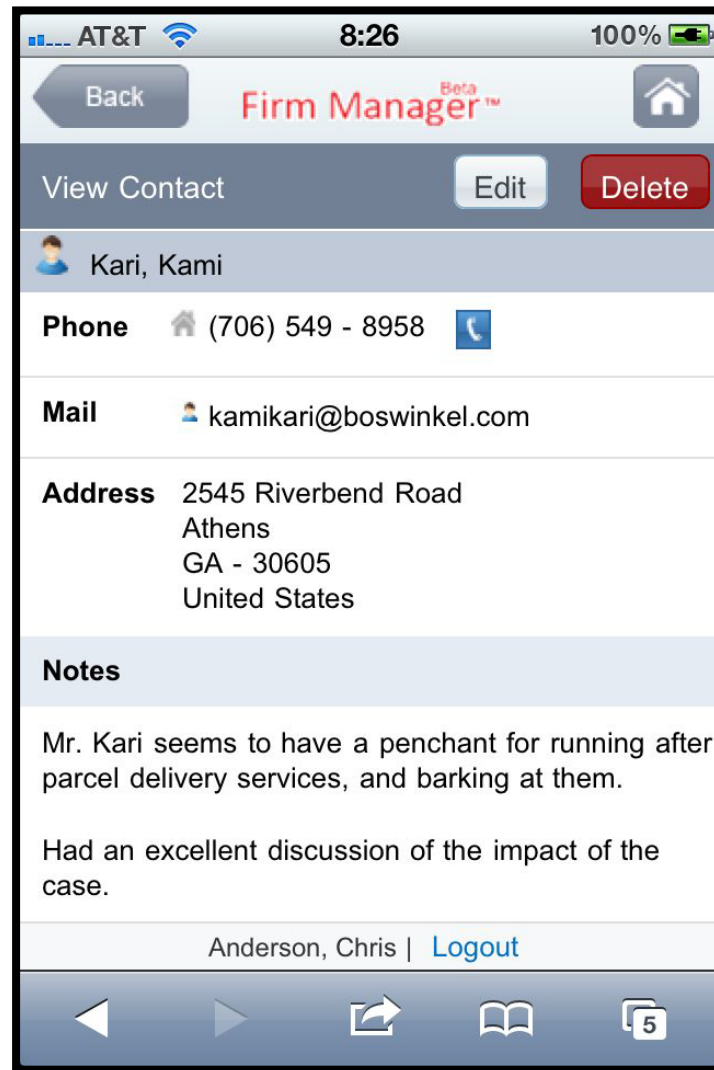 AT&T 8:26 100%
Back Firm Manager Beta™
View Contact Edit Delete
Kari, Kami
Phone (706) 549 - 8958
Mail kamikari@boswinkel.com
Address 2545 Riverbend Road
Athens
GA - 30605
United States
Notes
Mr. Kari seems to have a penchant for running after
parcel delivery services, and barking at them.
Had an excellent discussion of the impact of the
case.
Anderson, Chris | Logout
5